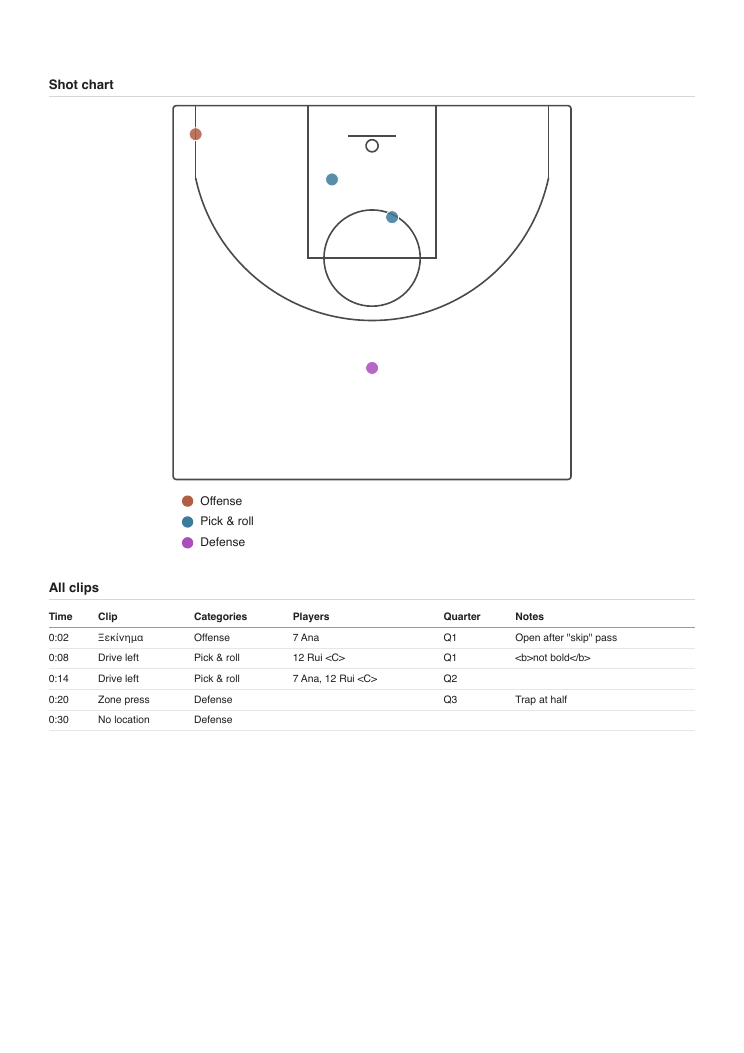 Shot chart
Offense
Pick & roll
Defense
All clips
Time Clip Categories Players Quarter Notes
0:02 Ξεκίνημα Offense 7 Ana Q1 Open after "skip" pass
0:08 Drive left Pick & roll 12 Rui <C> Q1 <b>not bold</b>
0:14 Drive left Pick & roll 7 Ana, 12 Rui <C> Q2
0:20 Zone press Defense Q3 Trap at half
0:30 No location Defense